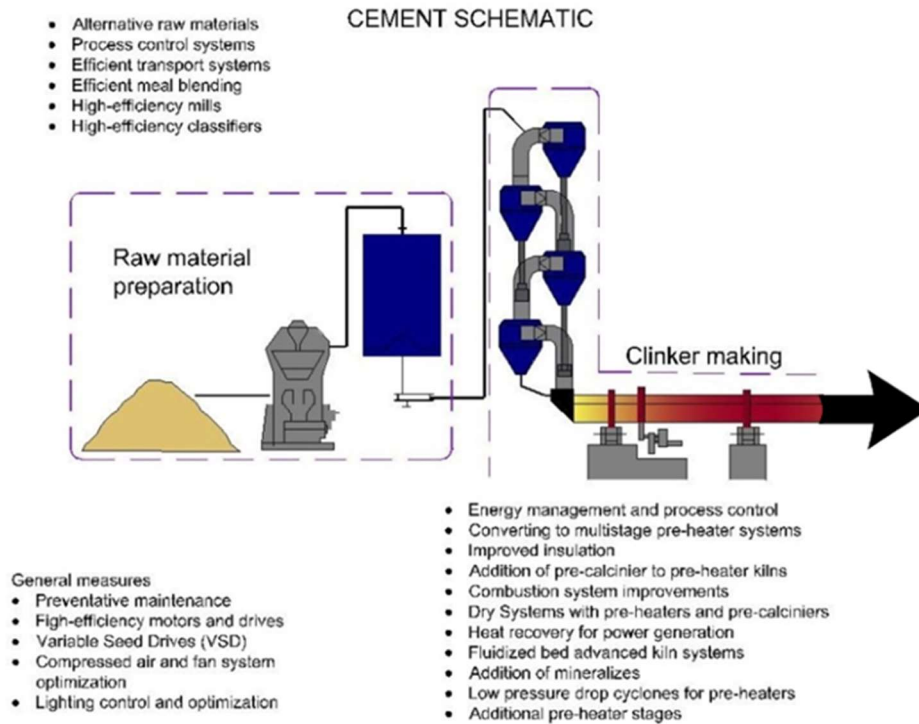 CEMENT SCHEMATIC
• Alternative raw materials
• Process control systems
• Efficient transport systems
• Efficient meal blending
• High-efficiency mills
• High-efficiency classifiers
Raw material
preparation
Clinker making
General measures
• Preventative maintenance
• Figh-efficiency motors and drives
• Variable Seed Drives (VSD)
• Compressed air and fan system
optimization
• Lighting control and optimization
• Energy management and process control
• Converting to multistage pre-heater systems
• Improved insulation
• Addition of pre-calcinier to pre-heater kilns
• Combustion system improvements
• Dry Systems with pre-heaters and pre-calciniers
• Heat recovery for power generation
• Fluidized bed advanced kiln systems
• Addition of mineralizes
• Low pressure drop cyclones for pre-heaters
• Additional pre-heater stages